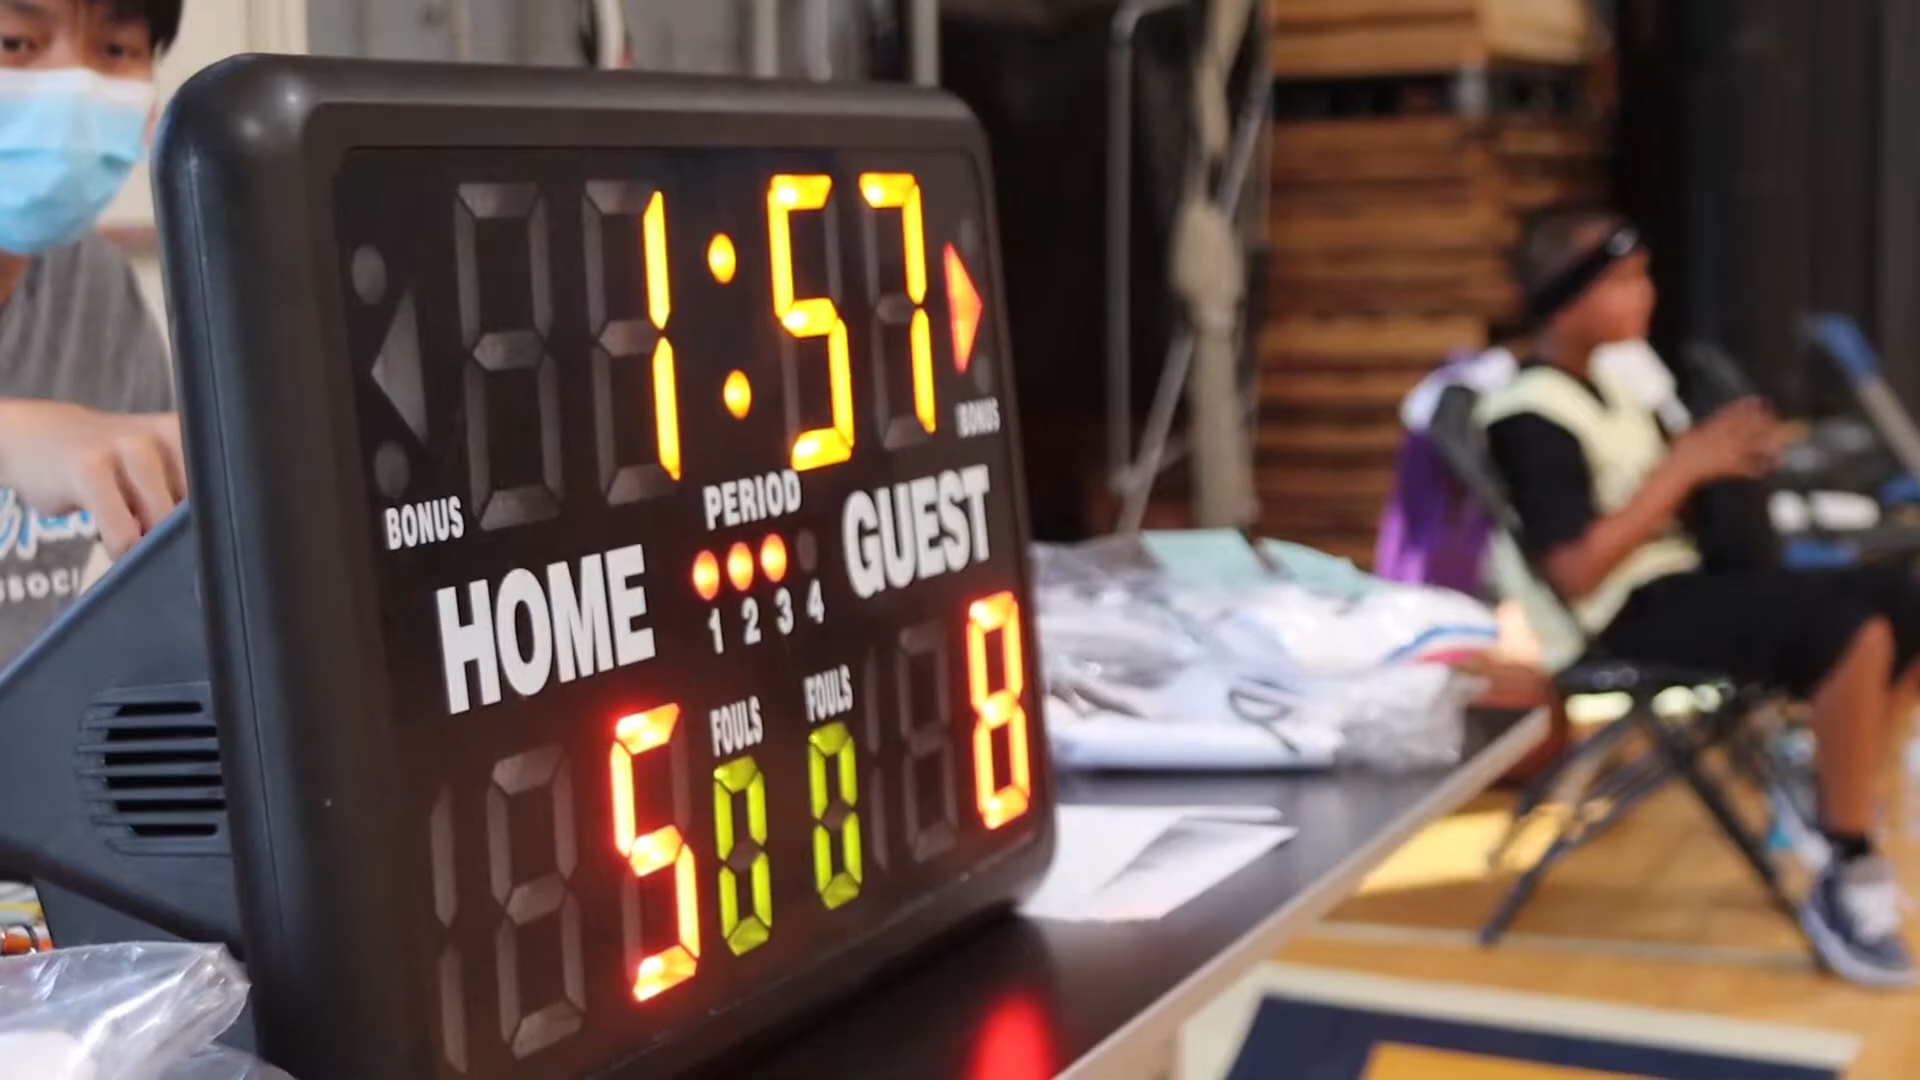 1:57
BONUS
BONUS
PERIOD
HOME
GUEST
1 2 3 4
FOULS
FOULS
5
0
0
8